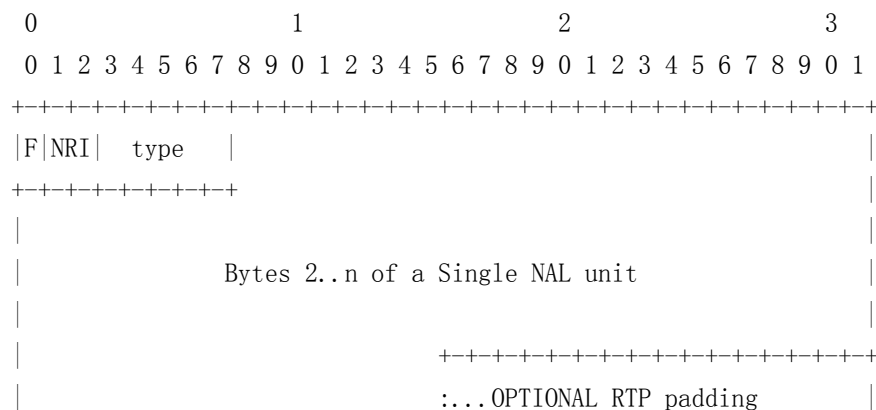 0                   1                   2                   3
0 1 2 3 4 5 6 7 8 9 0 1 2 3 4 5 6 7 8 9 0 1 2 3 4 5 6 7 8 9 0 1
+-+-+-+-+-+-+-+-+-+-+-+-+-+-+-+-+-+-+-+-+-+-+-+-+-+-+-+-+-+-+-+-+
|F|NRI|  type   |                                               |
+-+-+-+-+-+-+-+-+                                               |
|                                                               |
|               Bytes 2..n of a Single NAL unit                 |
|                                                               |
|                               +-+-+-+-+-+-+-+-+-+-+-+-+-+-+-+-+
|                               :...OPTIONAL RTP padding        |